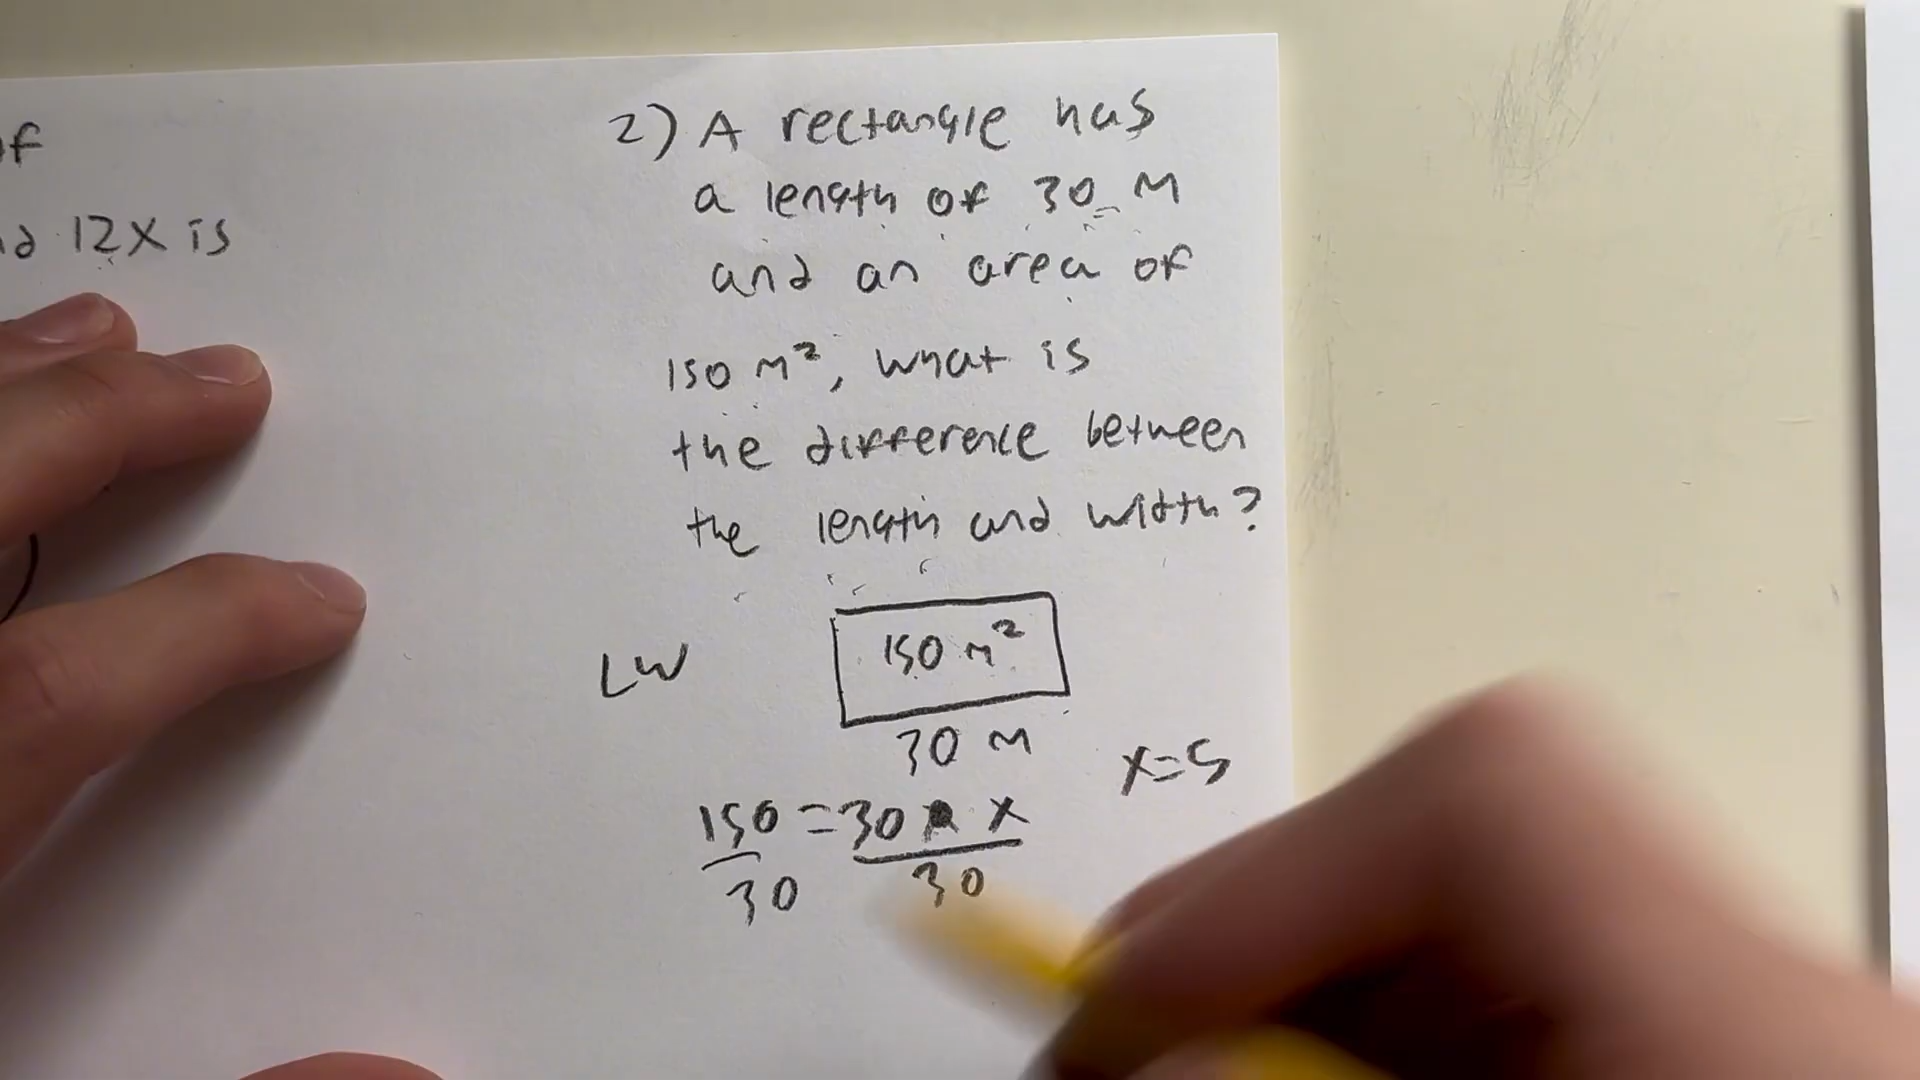 of
12x is
2) A rectangle has
a length of 30 M
and an area of
150 m², what is
the difference between
the length and width?
LW
150 m²
30 M
x=5
150 = 30 x
30 30